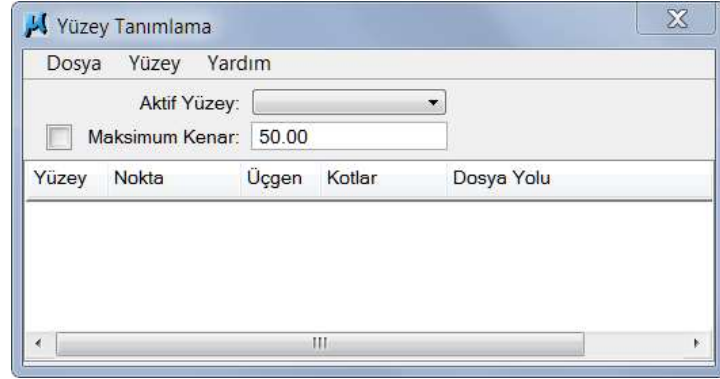 Yüzey Tanımlama
Dosya Yüzey Yardım
Aktif Yüzey:
Maksimum Kenar: 50.00
Yüzey Nokta Üçgen Kotlar Dosya Yolu